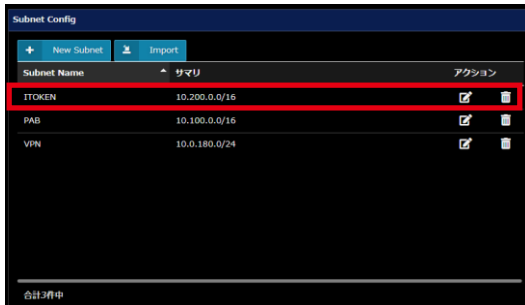 Subnet Config
New Subnet Import
Subnet Name サマリ アクション
ITOKEN 10.200.0.0/16
PAB 10.100.0.0/16
VPN 10.0.180.0/24
合計3件中